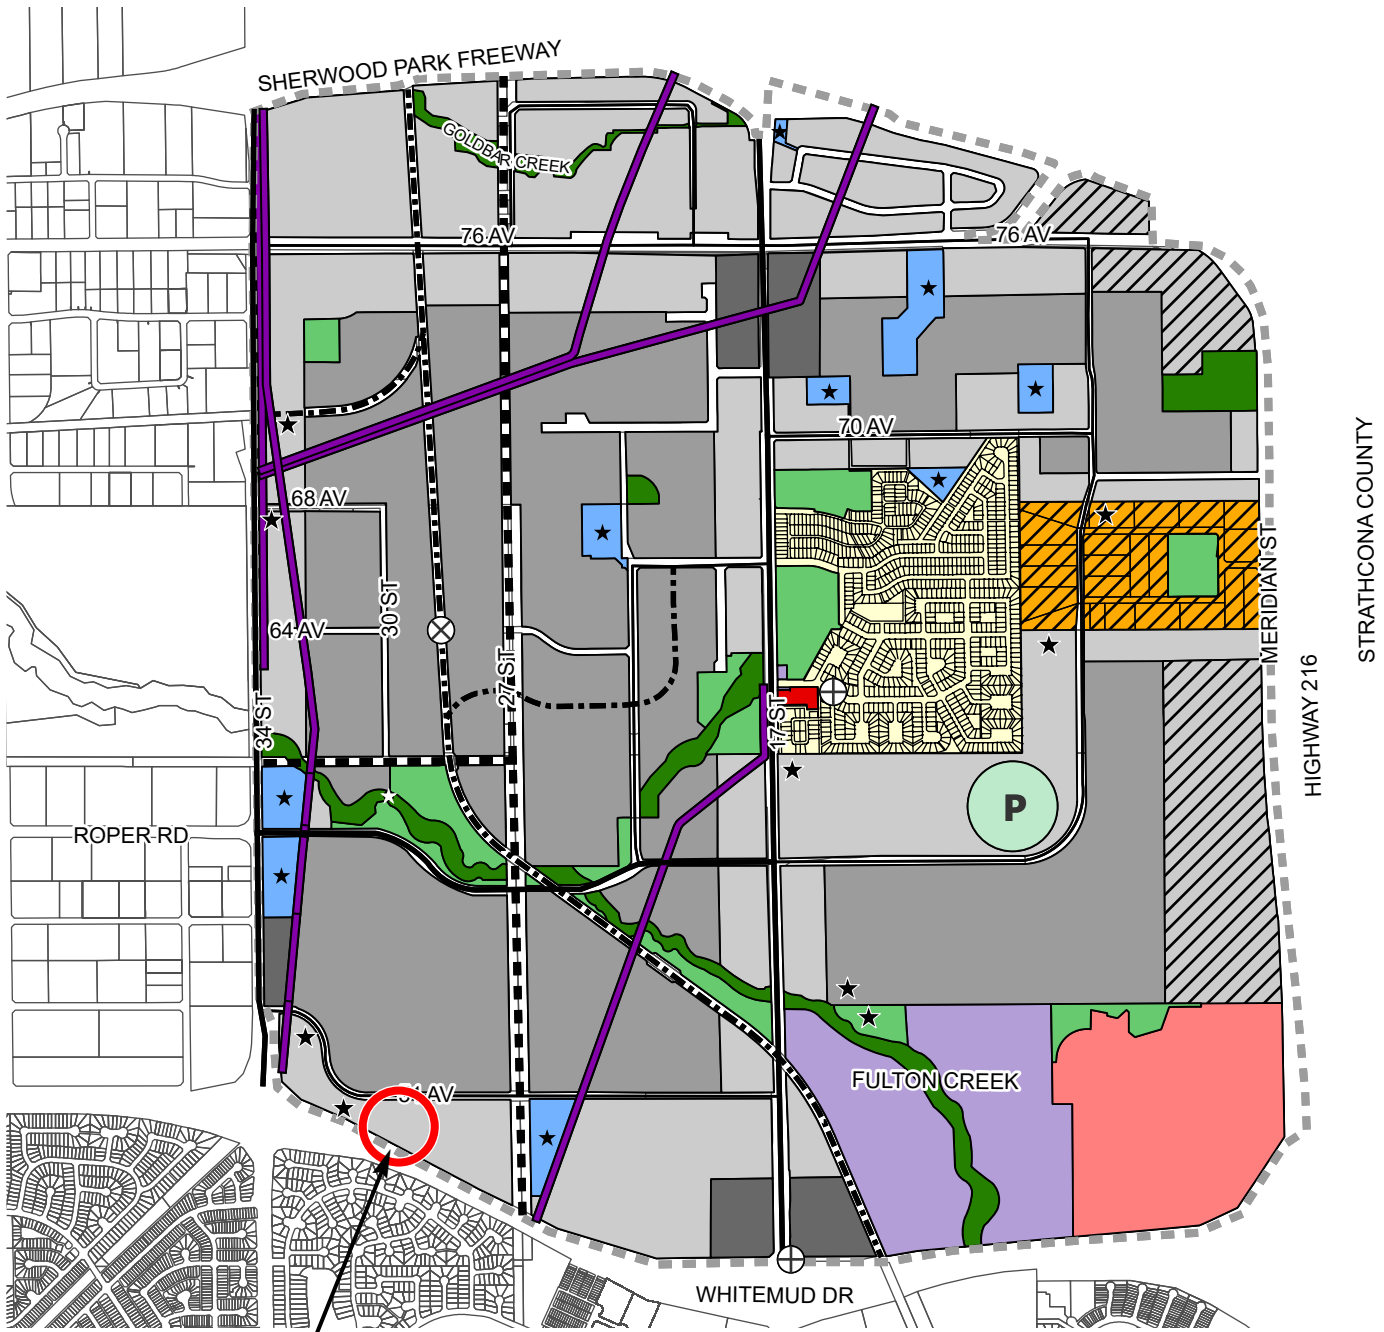 SHERWOOD PARK FREEWAY
GOLDBAR CREEK
76 AV
76 AV
70 AV
68 AV
30 ST
64 AV
27 ST
34 ST
17 ST
MERIDIAN ST
STRATHCONA COUNTY
HIGHWAY 216
P
ROPER RD
AV
FULTON CREEK
WHITEMUD DR